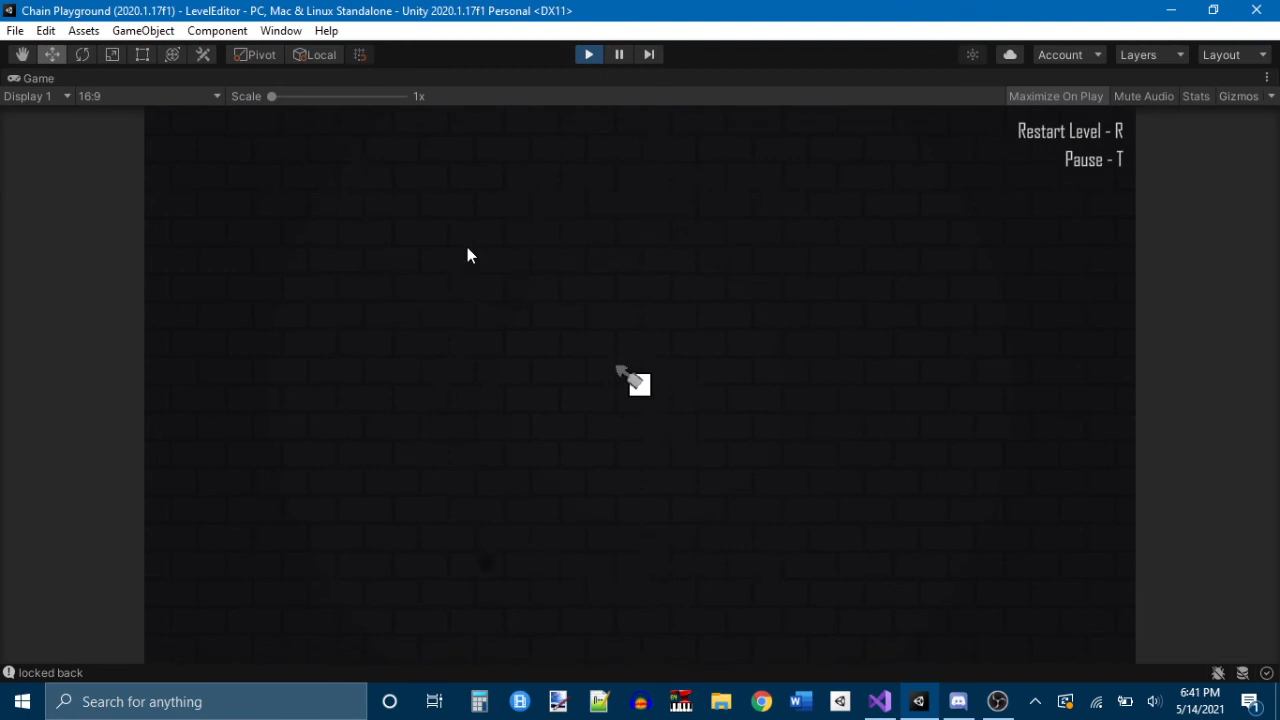 Chain Playground (2020.1.17f1) - LevelEditor - PC, Mac & Linux Standalone - Unity 2020.1.17f1 Personal <DX11>
File Edit Assets GameObject Component Window Help
Pivot Local Account Layers Layout
Game
Display 1 16:9 Scale 1x Maximize On Play Mute Audio Stats Gizmos
Restart Level - R
Pause - T
locked back
Search for anything
6:41 PM
5/14/2021
1